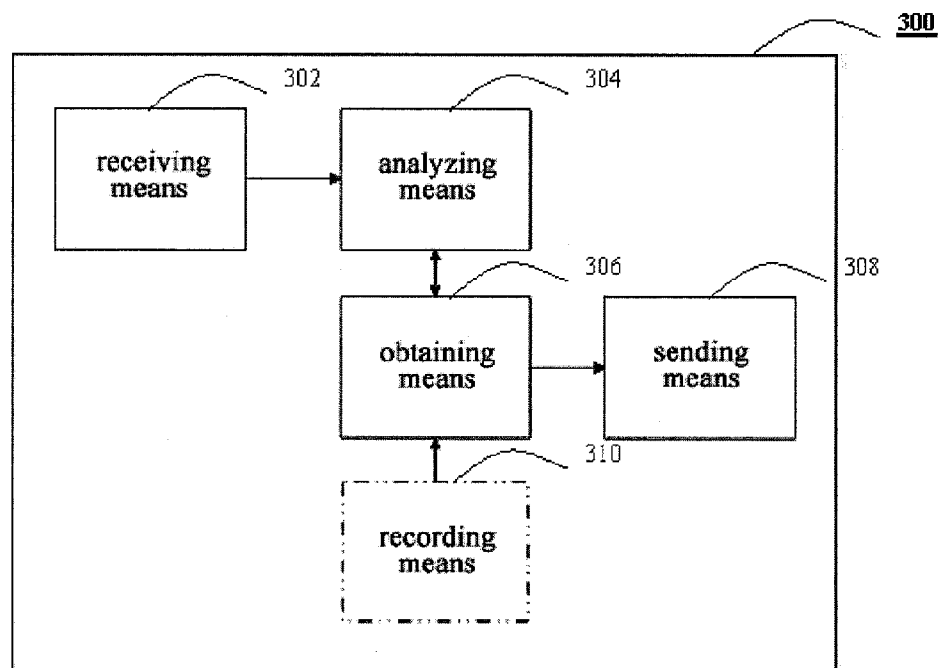 300
302
304
receiving
means
analyzing
means
306
308
obtaining
means
sending
means
310
recording
means